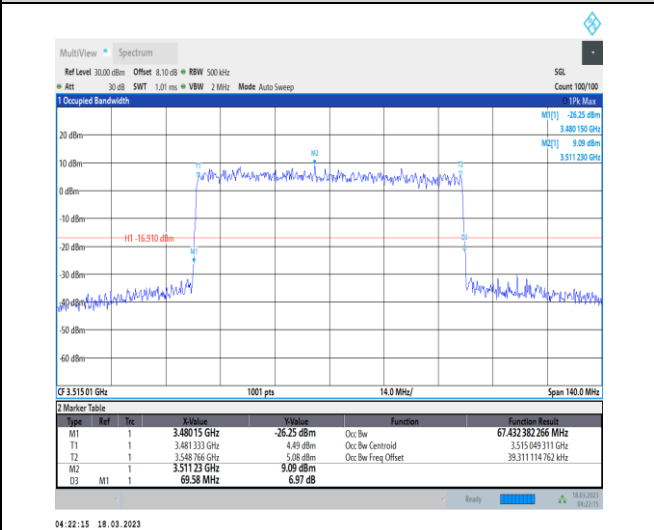 MultiView Spectrum
Ref Level 30.00 dBm Offset 8.10 dB RBW 500 kHz SGL
Att 30 dB SWT 1.01 ms VBW 2 MHz Mode Auto Sweep Count 100/100
1 Occupied Bandwidth 1Pk Max
M1[1] -26.25 dBm
3.480 150 GHz
M2[1] 9.09 dBm
3.511 230 GHz
20 dBm
M2
T1
10 dBm
0 dBm
-10 dBm
H1 -16.910 dBm
-20 dBm
M1
D3
-30 dBm
-40 dBm
-50 dBm
-60 dBm
CF 3.515 01 GHz 1001 pts 14.0 MHz/ Span 140.0 MHz
2 Marker Table
Type Ref Trc X-Value Y-Value Function Function Result
M1 1 3.480 15 GHz -26.25 dBm Occ Bw 67.432 382 266 MHz
T1 1 3.481 333 GHz 4.49 dBm Occ Bw Centroid 3.515 049 311 GHz
T2 1 3.548 766 GHz 5.08 dBm Occ Bw Freq Offset 39.311 114 762 kHz
M2 1 3.511 23 GHz 9.09 dBm
D3 M1 1 69.58 MHz 6.97 dB
Ready 18.03.2023
04:22:15
04:22:15 18.03.2023